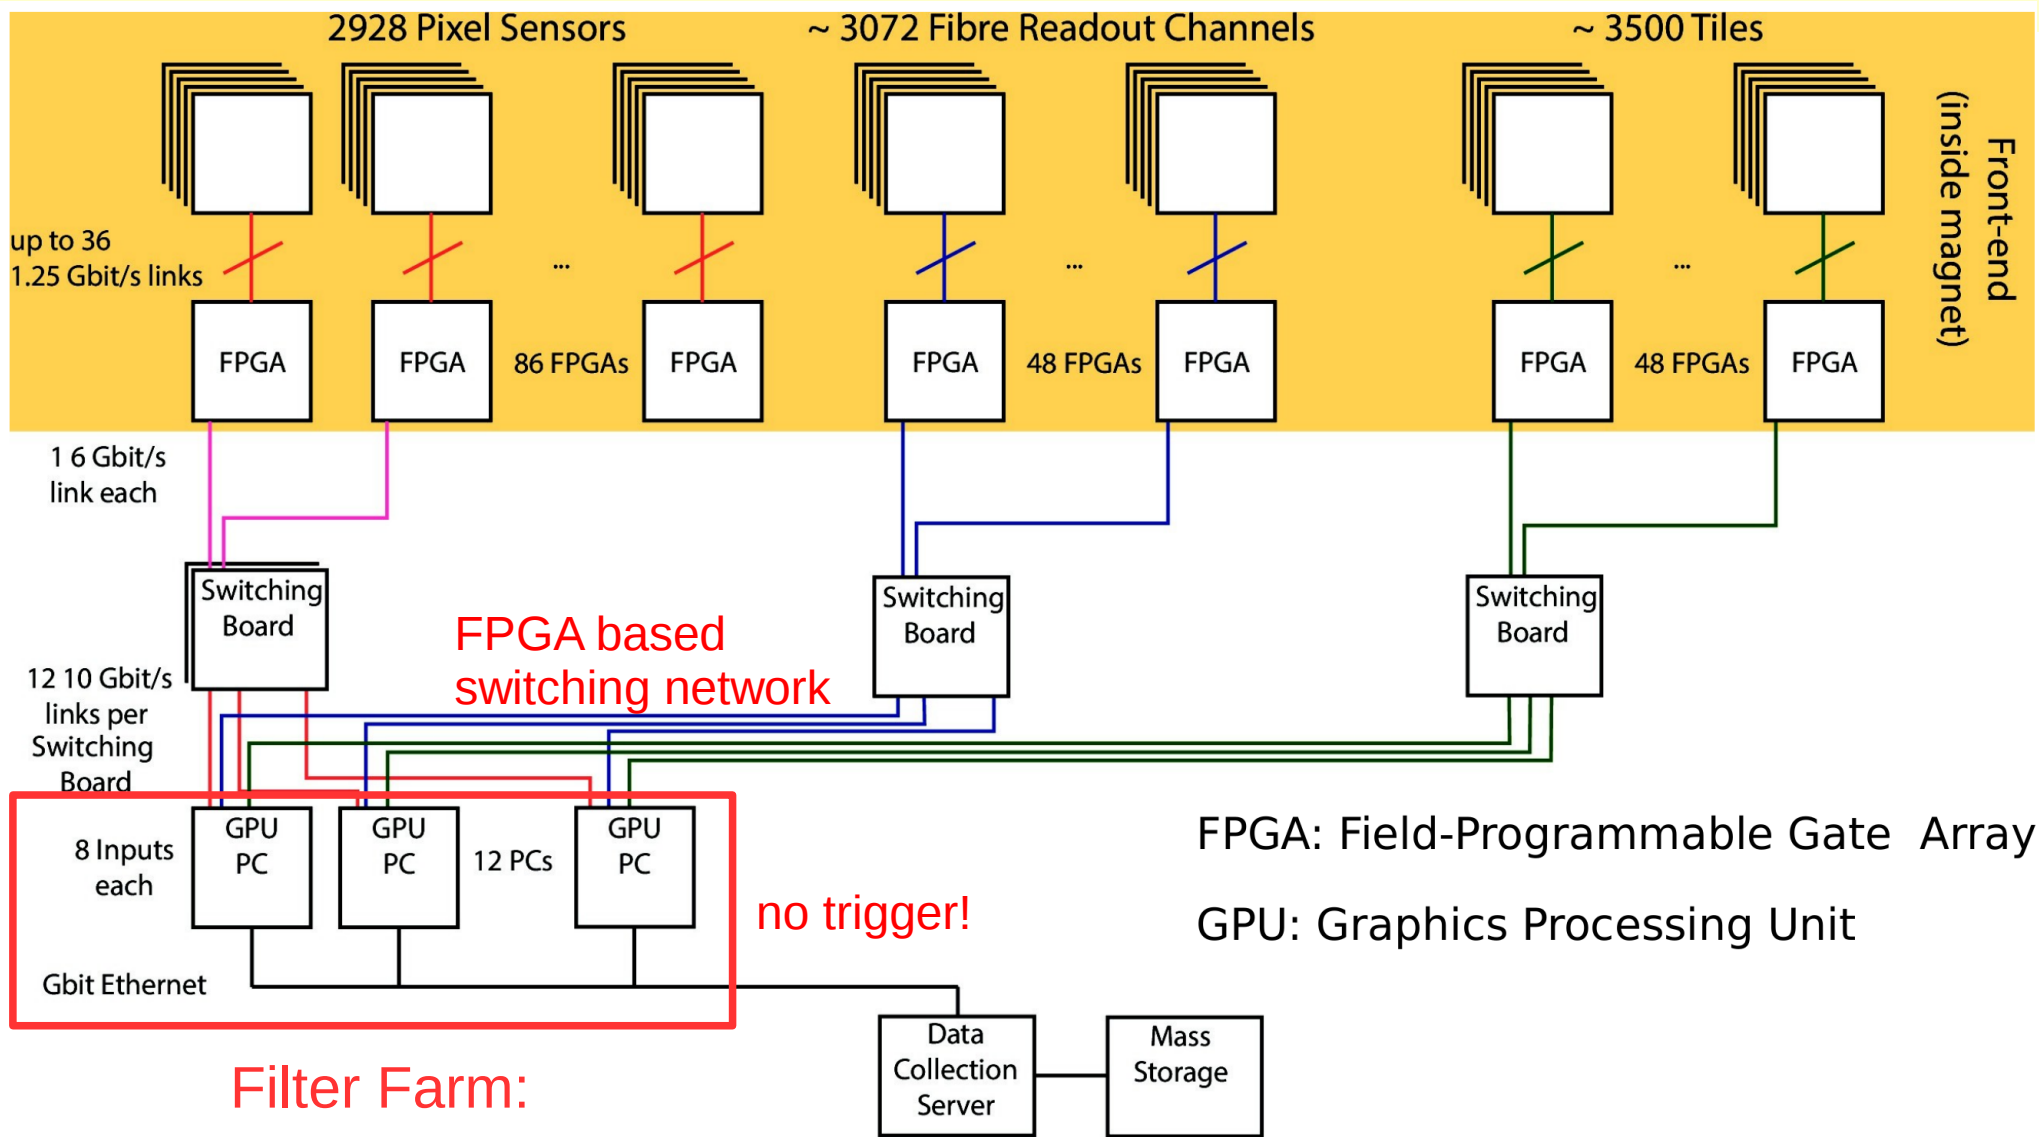 2928 Pixel Sensors
~ 3072 Fibre Readout Channels
~ 3500 Tiles
Front-end
(inside magnet)
up to 36
1.25 Gbit/s links
...
...
...
FPGA
FPGA
86 FPGAs
FPGA
FPGA
48 FPGAs
FPGA
FPGA
48 FPGAs
FPGA
1 6 Gbit/s
link each
Switching
Board
Switching
Board
Switching
Board
FPGA based
switching network
12 10 Gbit/s
links per
Switching
Board
8 Inputs
each
GPU
PC
GPU
PC
12 PCs
GPU
PC
no trigger!
FPGA: Field-Programmable Gate  Array
GPU: Graphics Processing Unit
Gbit Ethernet
Data
Collection
Server
Mass
Storage
Filter Farm: